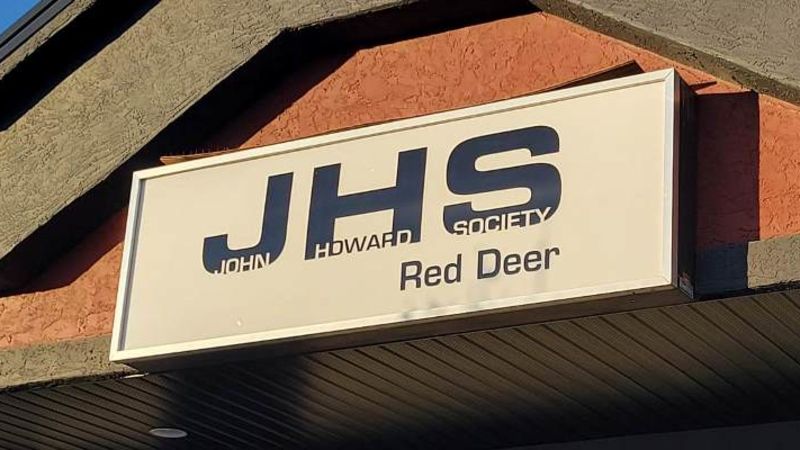 JHS
JOHN HOWARD SOCIETY
Red Deer